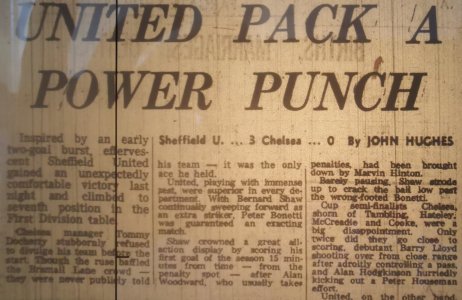 UNITED PACK A
POWER PUNCH
Sheffield U. ... 3 Chelsea ... 0 By JOHN HUGHES
Inspired by an early
two-goal burst, efferves-
cent Sheffield United
gained an unexpectedly
comfortable victory last
night and climbed to
seventh position in the
First Division table.
Chelsea Tommy
Docherty stubbornly refused
to divulge his team before the
start. Through the ruse baffled
the Bramall Lane crowd —
they were never publicly told
his team — it was the only
ace he held.
United, playing with immense
pest, were superior in every de-
partment. With Bernard Shaw
continually sweeping forward as
an extra striker, Peter Bonetti
was guaranteed an exacting
match.
Shaw crowned a great all-
action display by scoring his
first goal of the season 15
minutes from time — from the
penalty spot — after Alan
Woodward, who usually takes
penalties, had been brought
down by Marvin Hinton.
Barely pausing, Shaw strode
up to crack the ball low past
the wrong-footed Bonetti.
Cup semi-finalists Chelsea,
shorn of Tambling, Hateley,
McCreadie and Cooke, were a
big disappointment. Only
twice did they go close to
scoring, debutant Barry Lloyd
shooting over from close range
after adroitly controlling a pass,
and Alan Hodgkinson hurriedly
kicking out a Peter Houseman
effort.
United, on the other hand